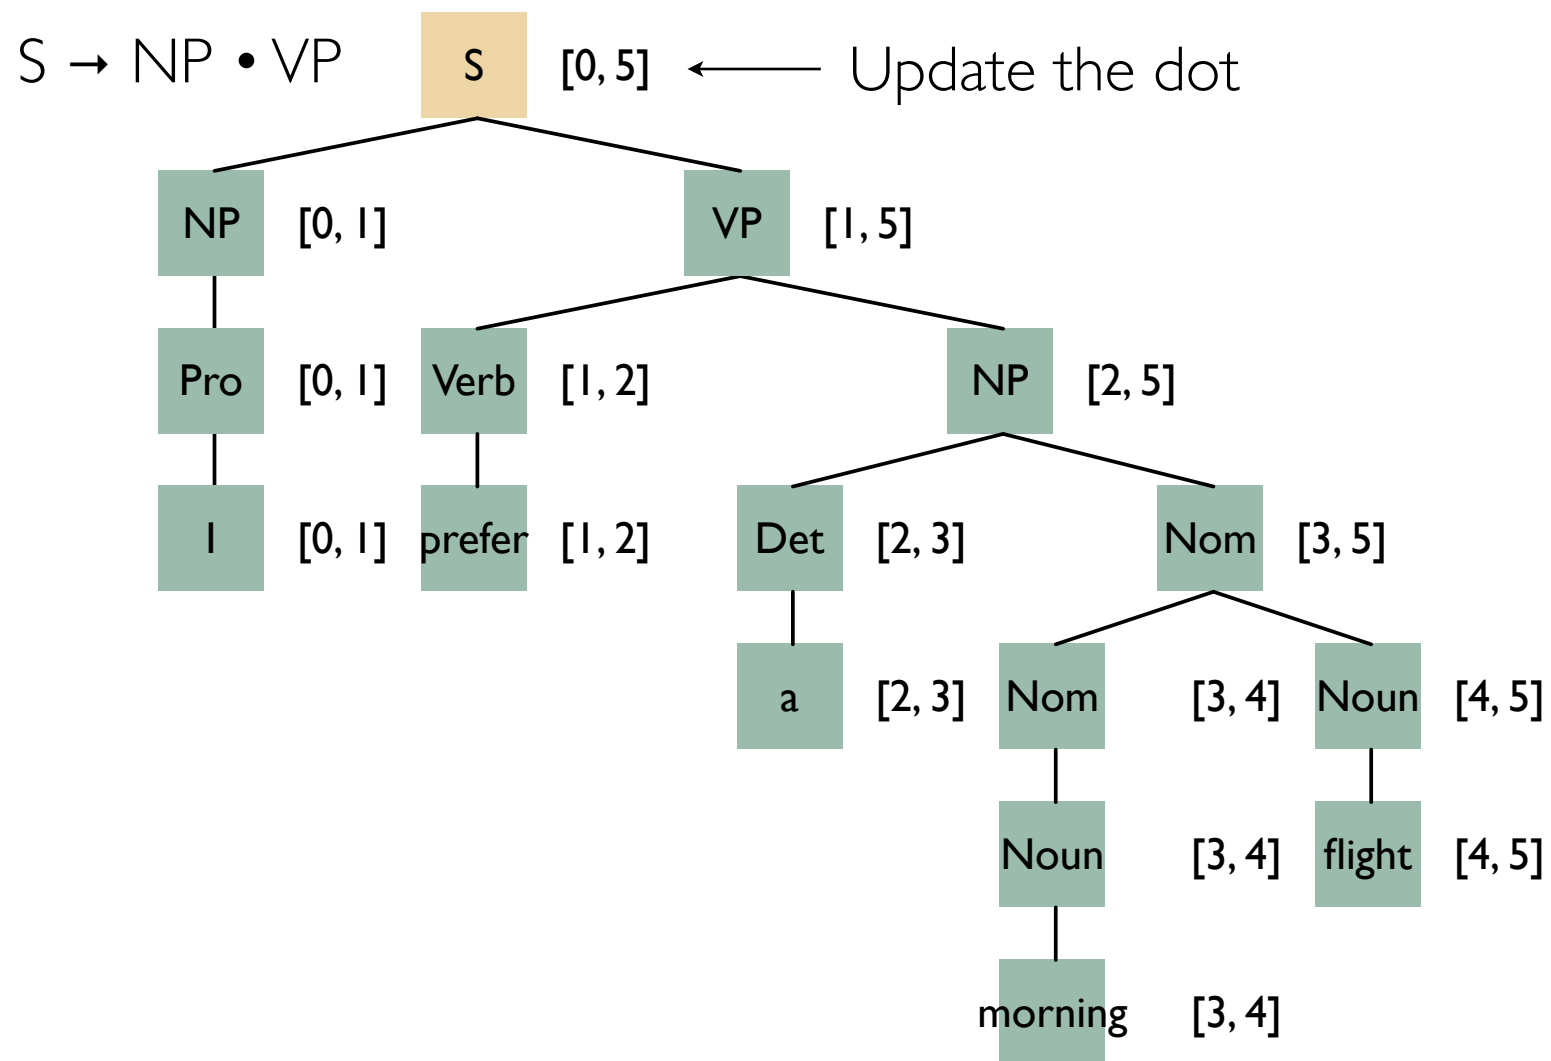 S → NP • VP S [0, 5] Update the dot
NP [0, 1] VP [1, 5]
Pro [0, 1] Verb [1, 2] NP [2, 5]
I [0, 1] prefer [1, 2] Det [2, 3] Nom [3, 5]
a [2, 3] Nom [3, 4] Noun [4, 5]
Noun [3, 4] flight [4, 5]
morning [3, 4]